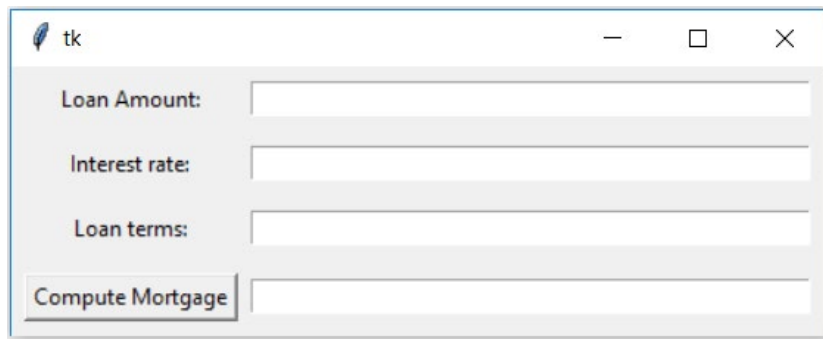 tk
Loan Amount:
Interest rate:
Loan terms:
Compute Mortgage